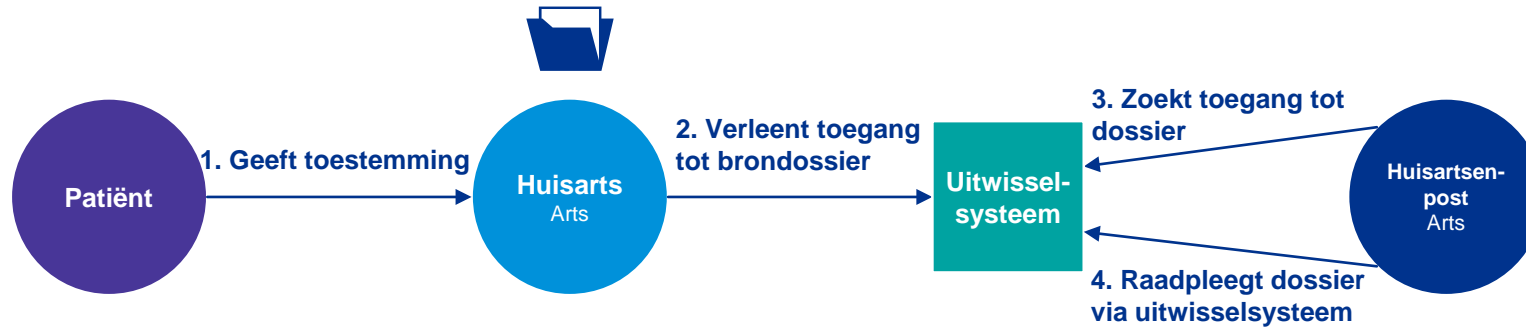 Patiënt
1. Geeft toestemming
Huisarts
Arts
2. Verleent toegang
tot brondossier
Uitwissel-
systeem
3. Zoekt toegang tot
dossier
4. Raadpleegt dossier
via uitwisselsysteem
Huisartsen-
post
Arts